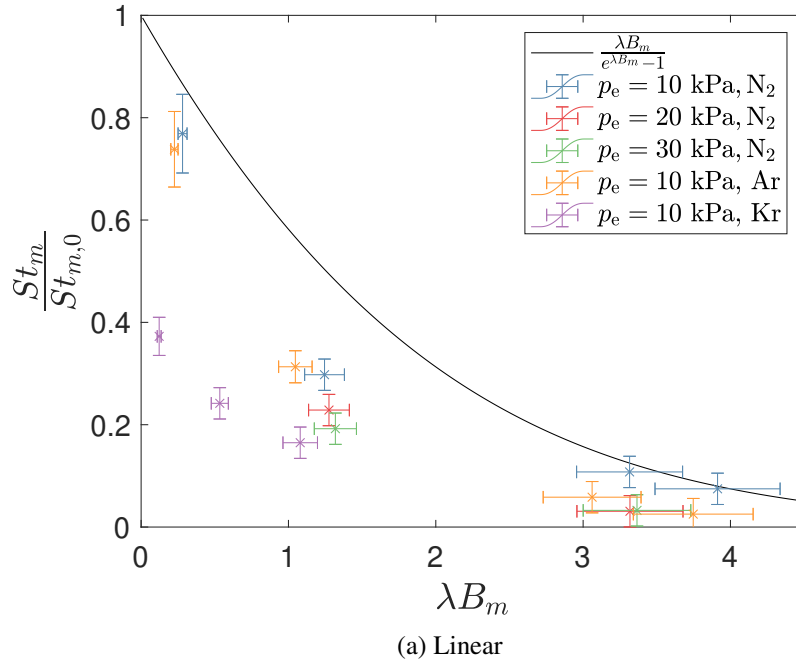 1
0.8
0.6
0.4
0.2
0
St_m
St_{m,0}
λB_m
e^{λB_m}−1
p_e = 10 kPa, N_2
p_e = 20 kPa, N_2
p_e = 30 kPa, N_2
p_e = 10 kPa, Ar
p_e = 10 kPa, Kr
0 1 2 3 4
λB_m
(a) Linear